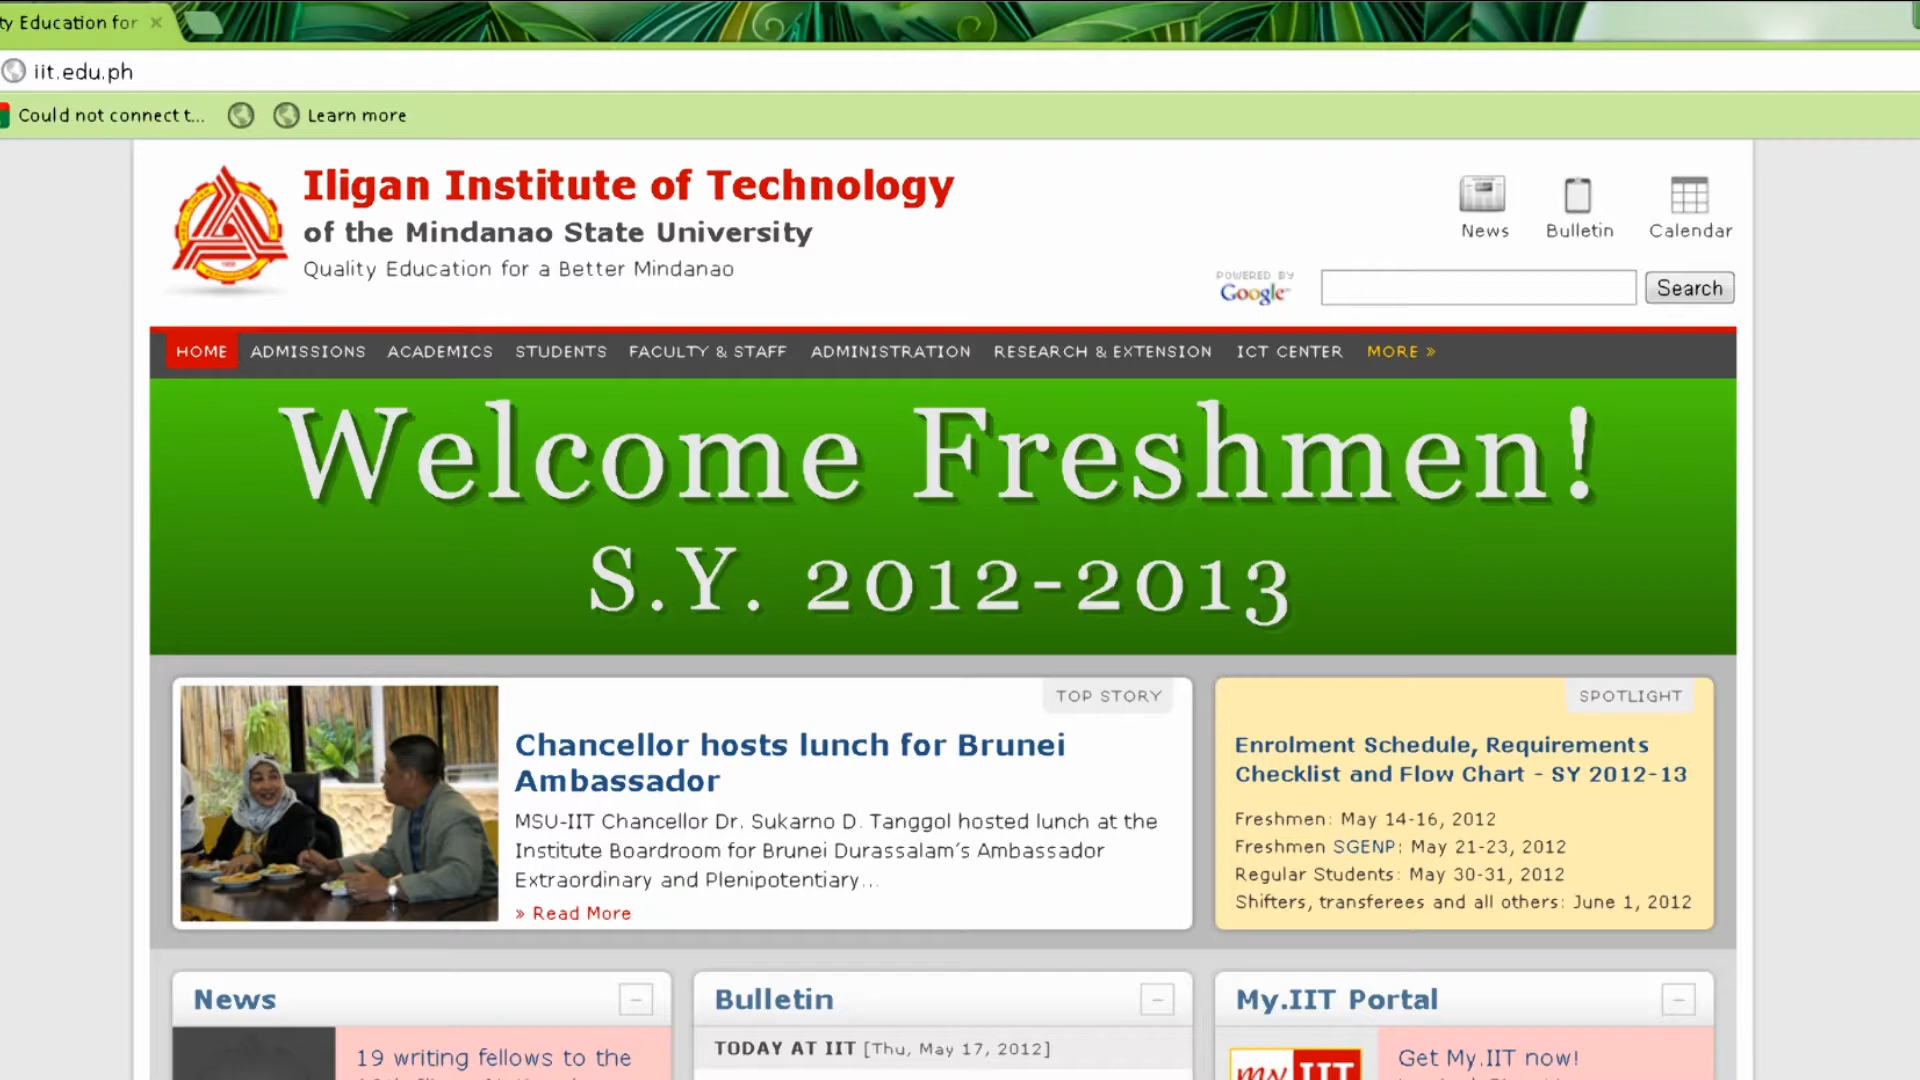 ty Education for
iit.edu.ph
Could not connect t...
Learn more
Iligan Institute of Technology
of the Mindanao State University
Quality Education for a Better Mindanao
News Bulletin Calendar
POWERED BY
Google™
Search
HOME ADMISSIONS ACADEMICS STUDENTS FACULTY & STAFF ADMINISTRATION RESEARCH & EXTENSION ICT CENTER MORE »
Welcome Freshmen!
S.Y. 2012-2013
TOP STORY
Chancellor hosts lunch for Brunei
Ambassador
MSU-IIT Chancellor Dr. Sukarno D. Tanggol hosted lunch at the
Institute Boardroom for Brunei Durassalam's Ambassador
Extraordinary and Plenipotentiary...
» Read More
SPOTLIGHT
Enrolment Schedule, Requirements
Checklist and Flow Chart - SY 2012-13
Freshmen: May 14-16, 2012
Freshmen SGENP: May 21-23, 2012
Regular Students: May 30-31, 2012
Shifters, transferees and all others: June 1, 2012
News
19 writing fellows to the
Bulletin
TODAY AT IIT [Thu, May 17, 2012]
My.IIT Portal
my IIT
Get My.IIT now!